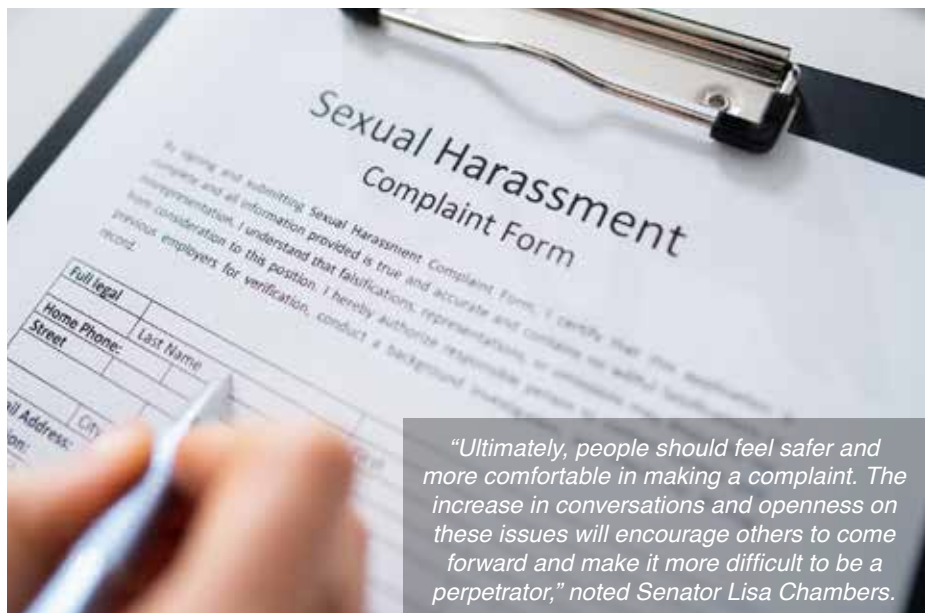 Sexual Harassment
Complaint Form
By signing and submitting Sexual Harassment Complaint Form, I certify that this application is
complete and all information provided is true and accurate and contains no willful
misrepresentation. I understand that falsifications, representations, or
from consideration to this position. I hereby authorize responsible person to
previous employers for verification, conduct a background
record.
Full legal
Last Name
Home Phone:
Street
City
Address:
“Ultimately, people should feel safer and
more comfortable in making a complaint. The
increase in conversations and openness on
these issues will encourage others to come
forward and make it more difficult to be a
perpetrator,” noted Senator Lisa Chambers.